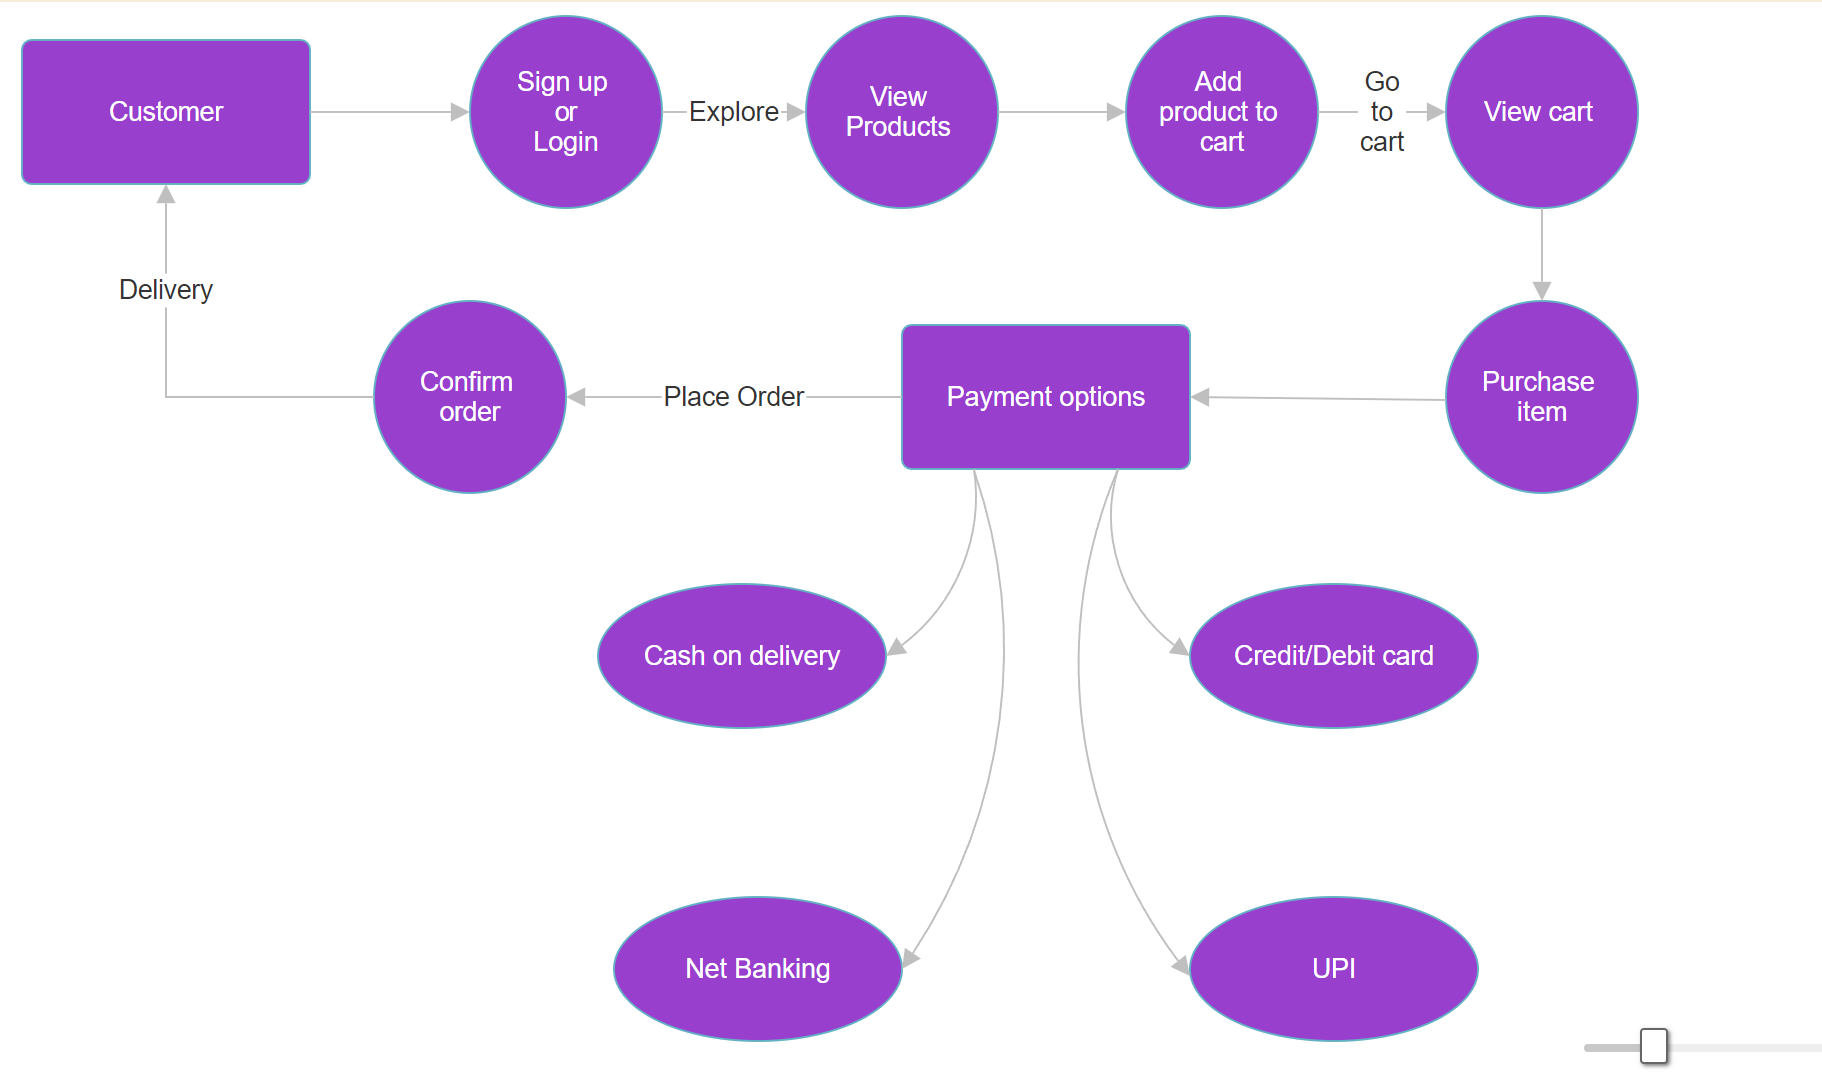 Customer
Sign up
or
Login
Explore
View
Products
Add
product to
cart
Go
to
cart
View cart
Delivery
Confirm
order
Place Order
Payment options
Purchase
item
Cash on delivery
Credit/Debit card
Net Banking
UPI